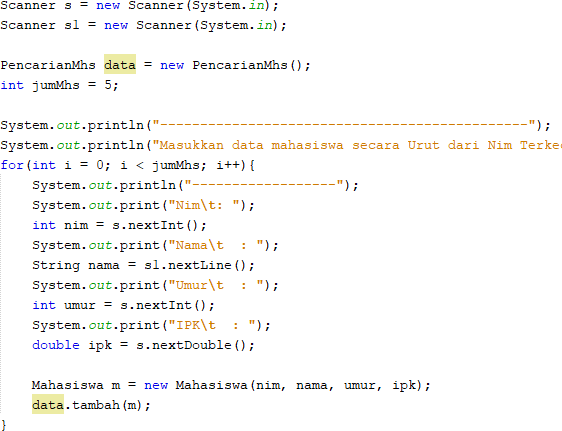 Scanner s = new Scanner(System.in);
Scanner s1 = new Scanner(System.in);
PencarianMhs data = new PencarianMhs();
int jumMhs = 5;
System.out.println("----------------------------------------------");
System.out.println("Masukkan data mahasiswa secara Urut dari Nim
for(int i = 0; i < jumMhs; i++){
System.out.println("------------------");
System.out.print("Nim\t: ");
int nim = s.nextInt();
System.out.print("Nama\t  : ");
String nama = s1.nextLine();
System.out.print("Umur\t  : ");
int umur = s.nextInt();
System.out.print("IPK\t  : ");
double ipk = s.nextDouble();
Mahasiswa m = new Mahasiswa(nim, nama, umur, ipk);
data.tambah(m);
}